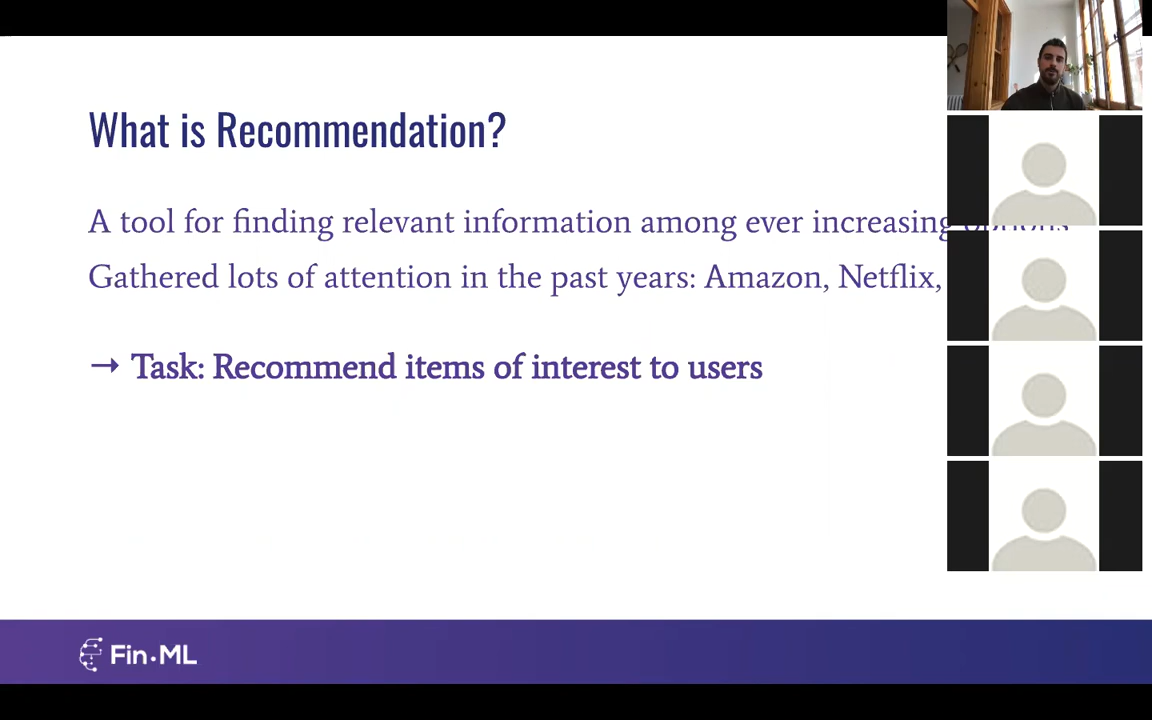 What is Recommendation?
A tool for finding relevant information among ever increasing options
Gathered lots of attention in the past years: Amazon, Netflix,
→ Task: Recommend items of interest to users
Fin·ML